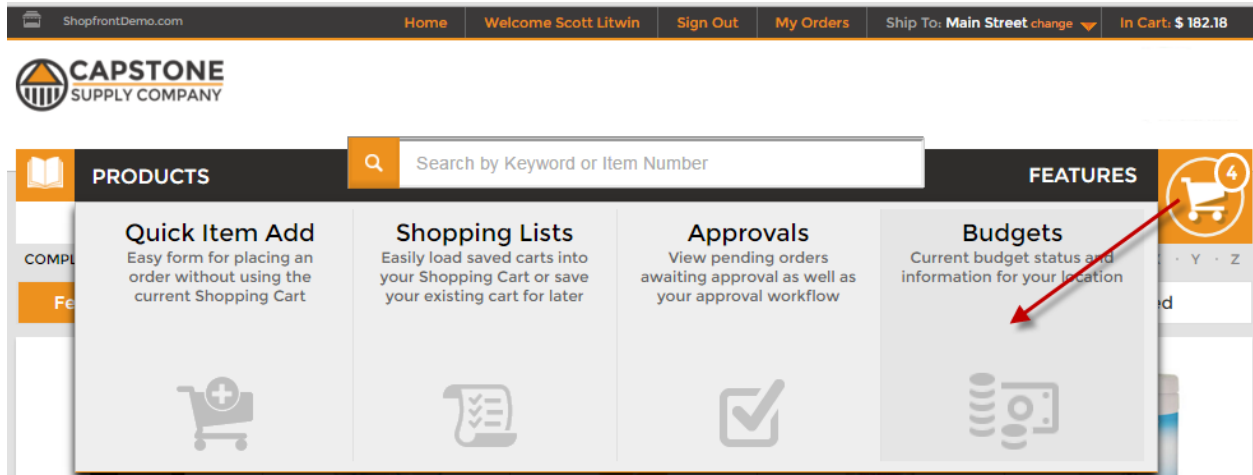 ShopfrontDemo.com Home Welcome Scott Litwin Sign Out My Orders Ship To: Main Street change In Cart: $ 182.18
CAPSTONE
SUPPLY COMPANY
PRODUCTS
Search by Keyword or Item Number
FEATURES
4
Quick Item Add
Easy form for placing an
order without using the
current Shopping Cart
Shopping Lists
Easily load saved carts into
your Shopping Cart or save
your existing cart for later
Approvals
View pending orders
awaiting approval as well as
your approval workflow
Budgets
Current budget status and
information for your location
COMPL
· Y · Z
Fe
ed